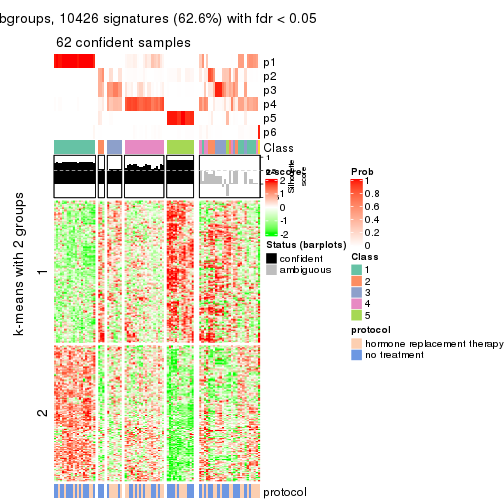 bgroups, 10426 signatures (62.6%) with fdr < 0.05
62 confident samples
p1
p2
p3
p4
p5
p6
Class
1
Silhouette
score
2
0
-2
Prob
1
0.8
0.6
0.4
0.2
0
Status (barplots)
confident
ambiguous
Class
1
2
3
4
5
protocol
hormone replacement therapy
no treatment
k-means with 2 groups
1
2
protocol